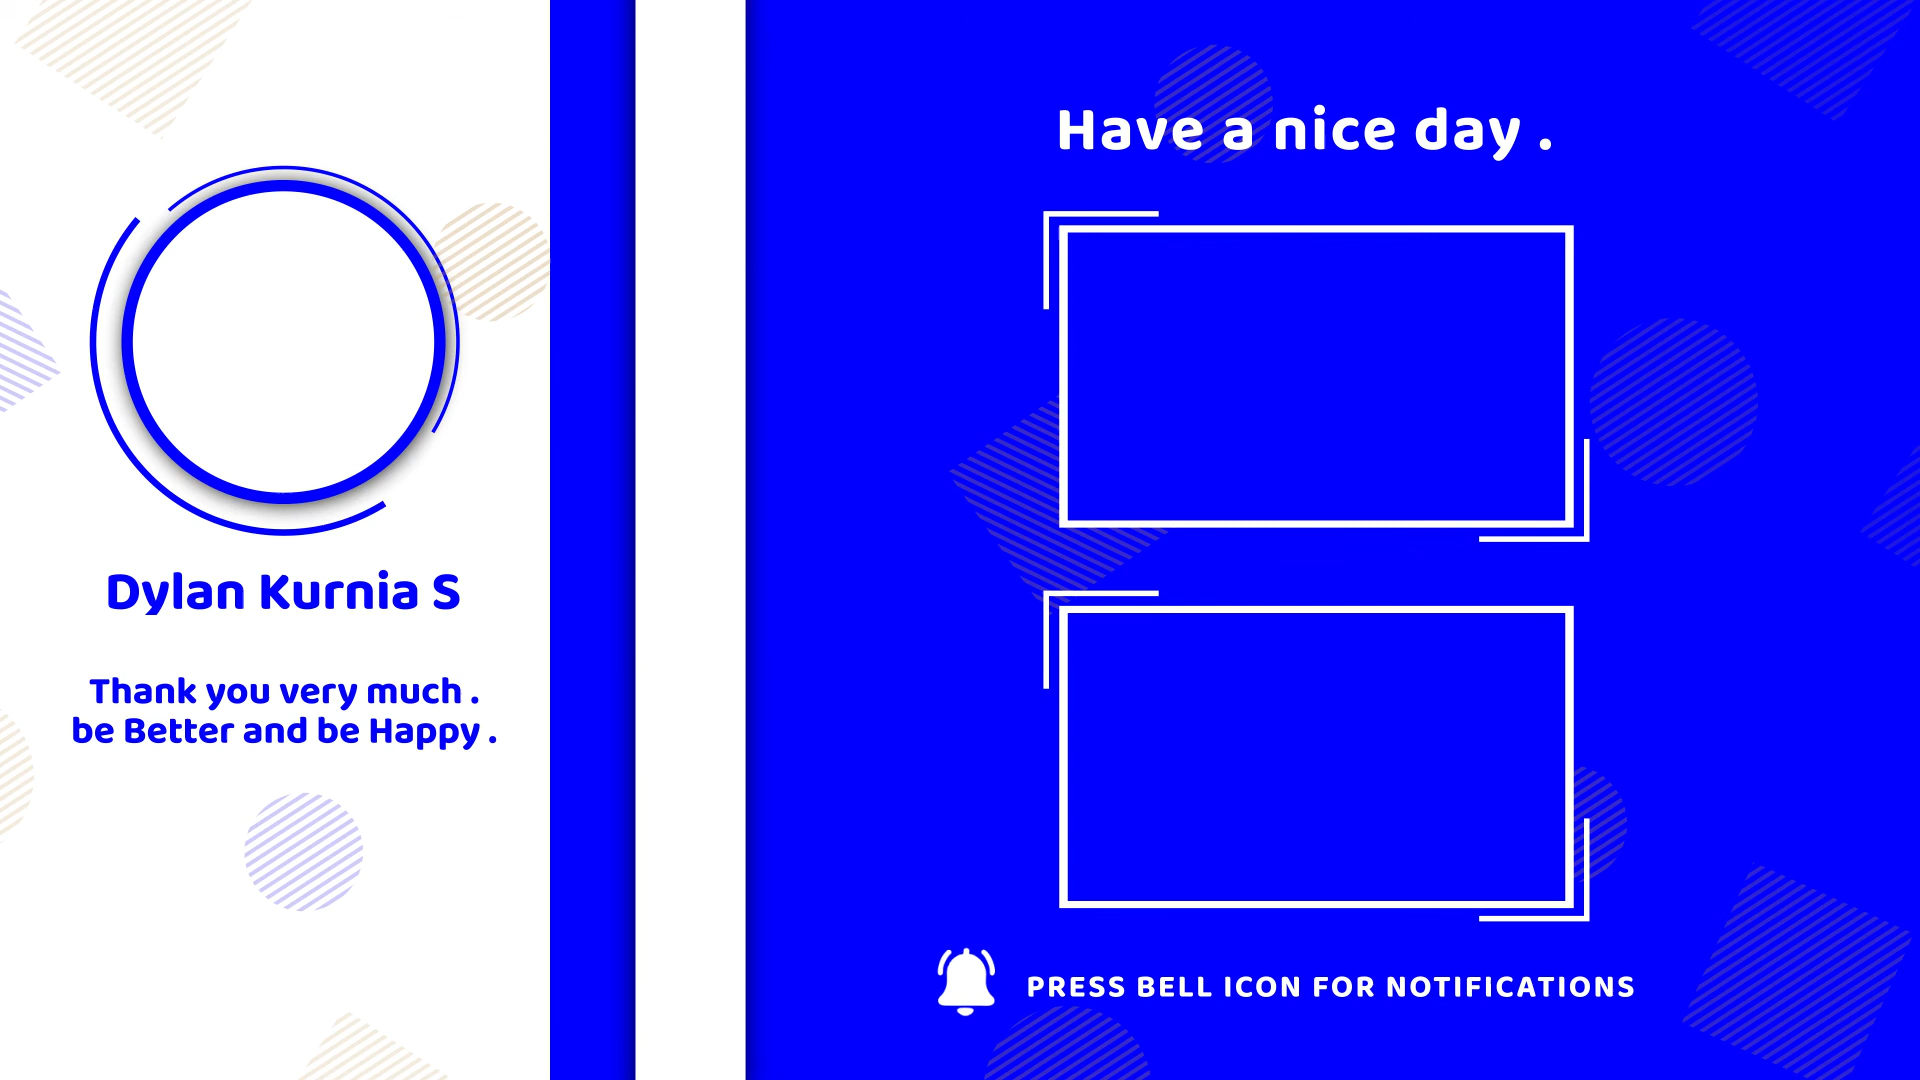 Dylan Kurnia S
Thank you very much .
be Better and be Happy .
Have a nice day .
PRESS BELL ICON FOR NOTIFICATIONS